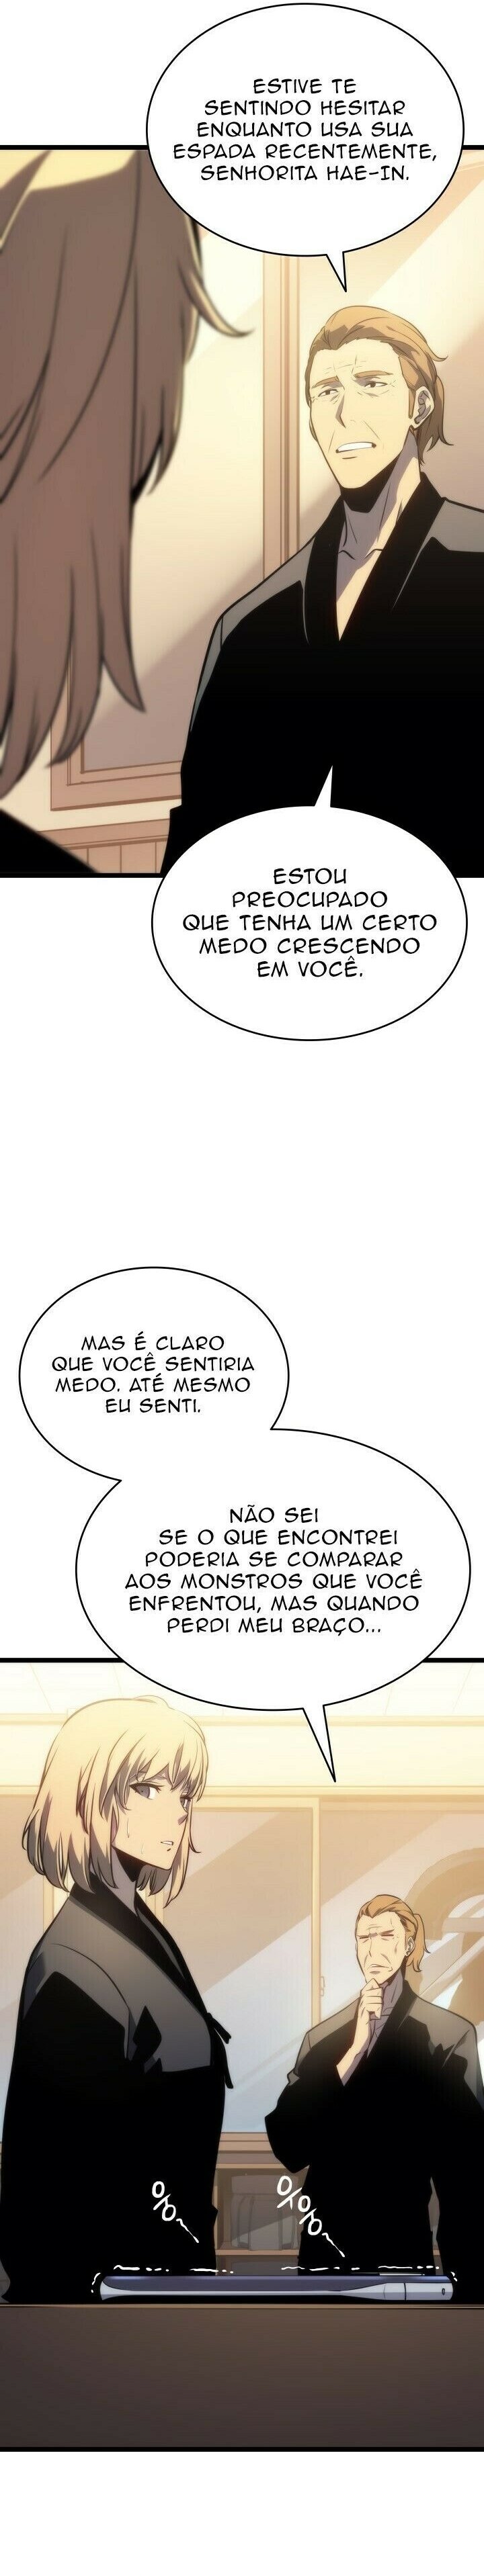 ESTIVE TE
SENTINDO HESITAR
ENQUANTO USA SUA
ESPADA RECENTEMENTE,
SENHORITA HAE-IN.
ESTOU
PREOCUPADO
QUE TENHA UM CERTO
MEDO CRESCENDO
EM VOCÊ.
MAS É CLARO
QUE VOCÊ SENTIRIA
MEDO. ATÉ MESMO
EU SENTI.
NÃO SEI
SE O QUE ENCONTREI
PODERIA SE COMPARAR
AOS MONSTROS QUE VOCÊ
ENFRENTOU, MAS QUANDO
PERDI MEU BRAÇO...